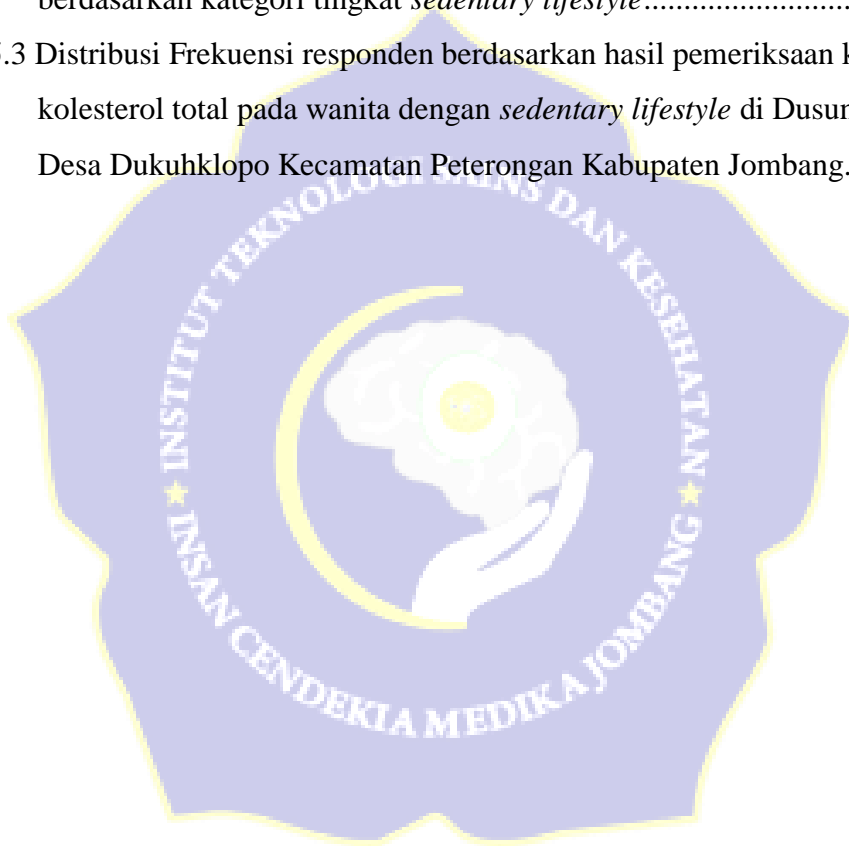 berdasarkan kategori tingkat sedentary lifestyle............................
5.3 Distribusi Frekuensi responden berdasarkan hasil pemeriksaan
kolesterol total pada wanita dengan sedentary lifestyle di Dusun
Desa Dukuhklopo Kecamatan Peterongan Kabupaten Jombang.
INSTITUT TEKNOLOGI SAINS DAN KESEHATAN
INSAN CENDEKIA MEDIKA JOMBANG